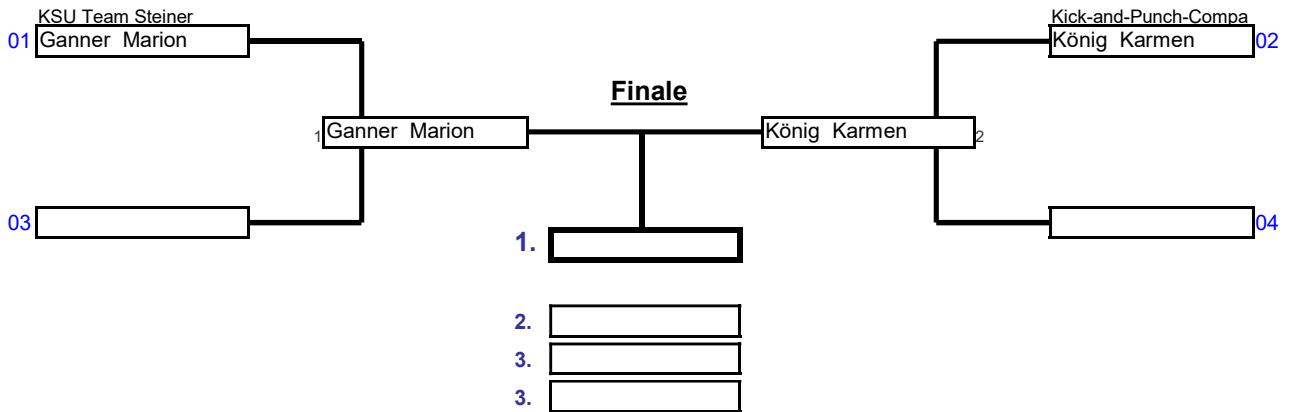 KSU Team Steiner
Kick-and-Punch-Compa
01 Ganner Marion
König Karmen 02
Finale
1 Ganner Marion
König Karmen 2
03
04
1.
2.
3.
3.